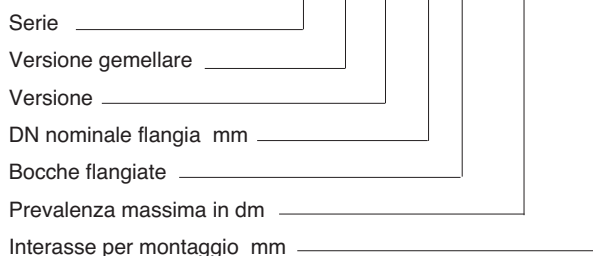 Serie
Versione gemellare
Versione
DN nominale flangia mm
Bocche flangiate
Prevalenza massima in dm
Interasse per montaggio mm